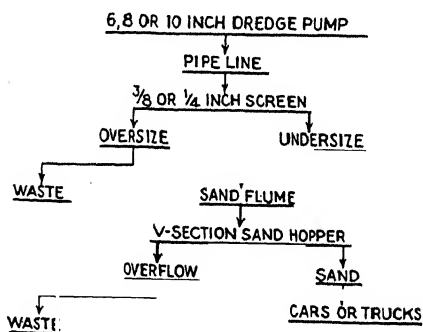 6,8 OR 10 INCH DREDGE PUMP
PIPE LINE
3/8 OR 1/4 INCH SCREEN
OVERSIZE
UNDERSIZE
WASTE
SAND FLUME
V-SECTION SAND HOPPER
OVERFLOW
SAND
WASTE
CARS OR TRUCKS